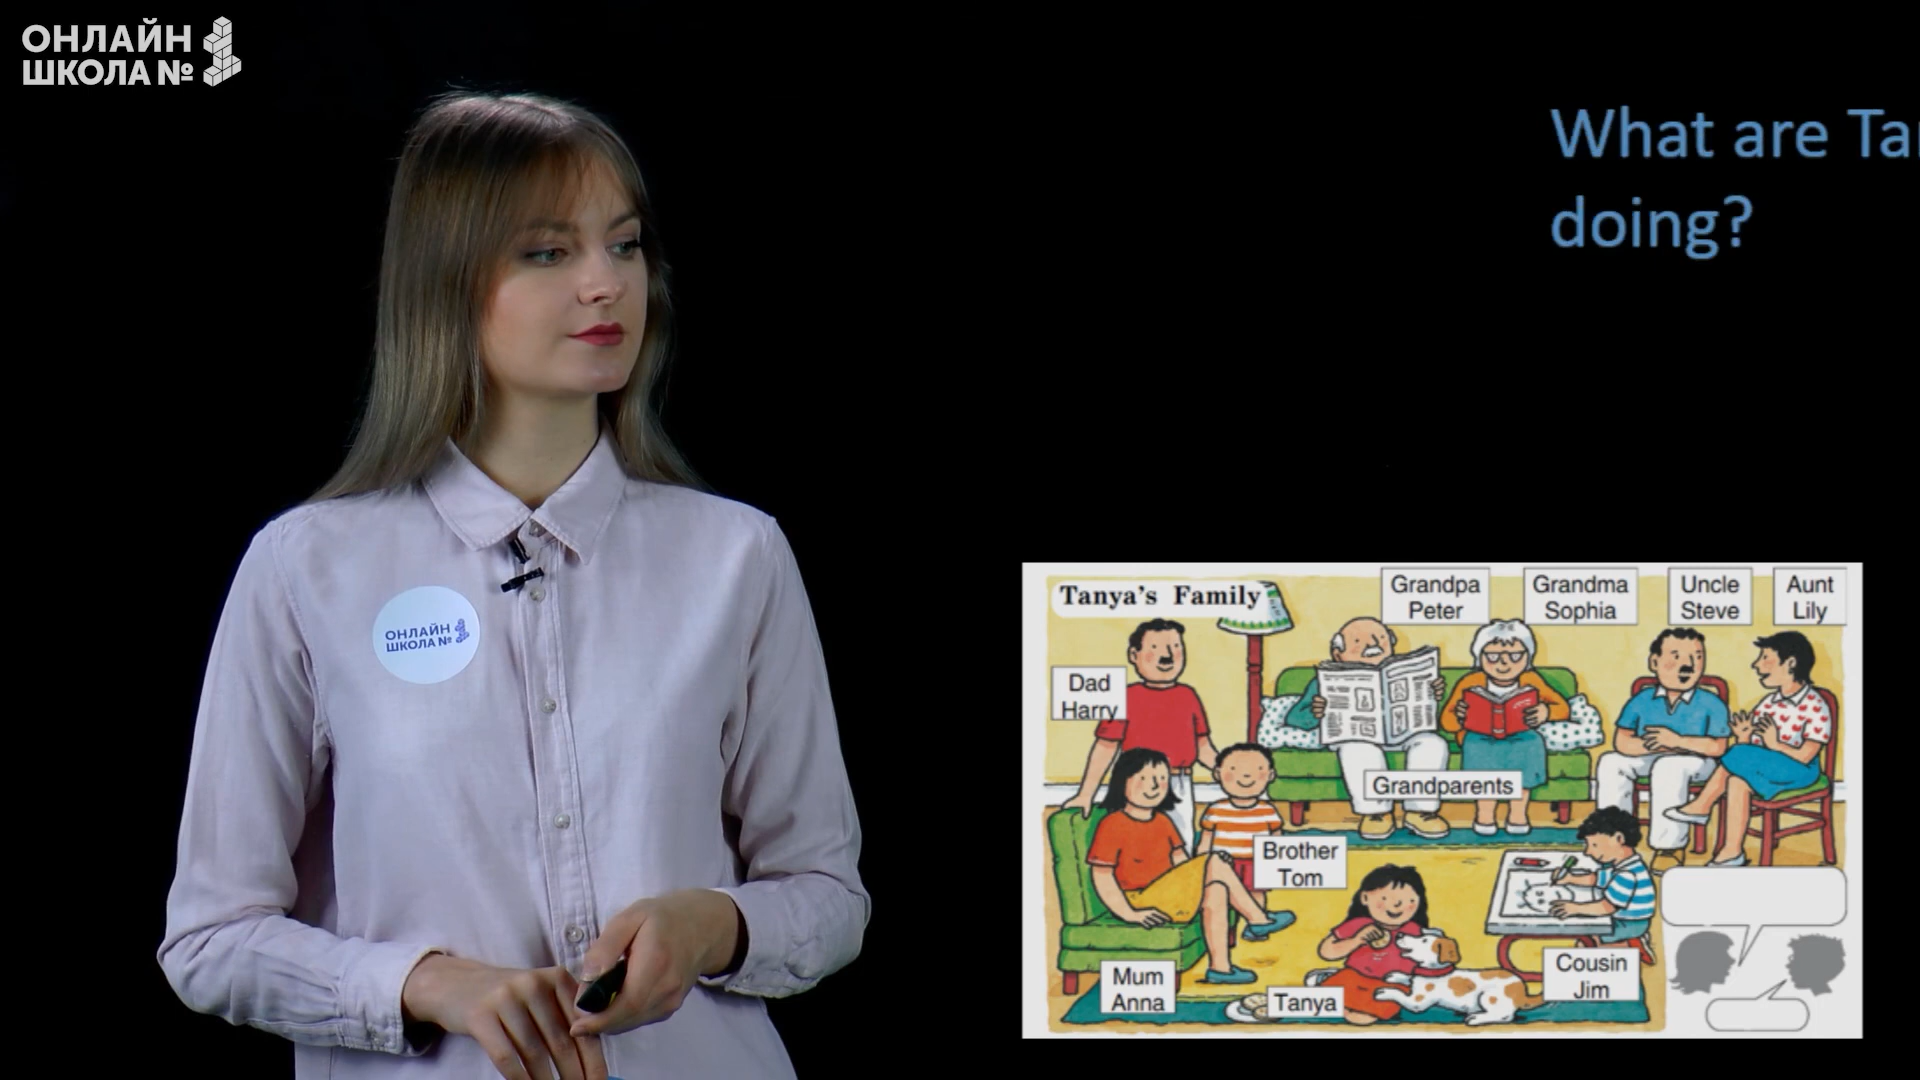 ОНЛАЙН
ШКОЛА №
What are
doing?
ОНЛАЙН
ШКОЛА №
Tanya's Family
Grandpa
Peter
Grandma
Sophia
Uncle
Steve
Aunt
Lily
Dad
Harry
Grandparents
Brother
Tom
Mum
Anna
Tanya
Cousin
Jim